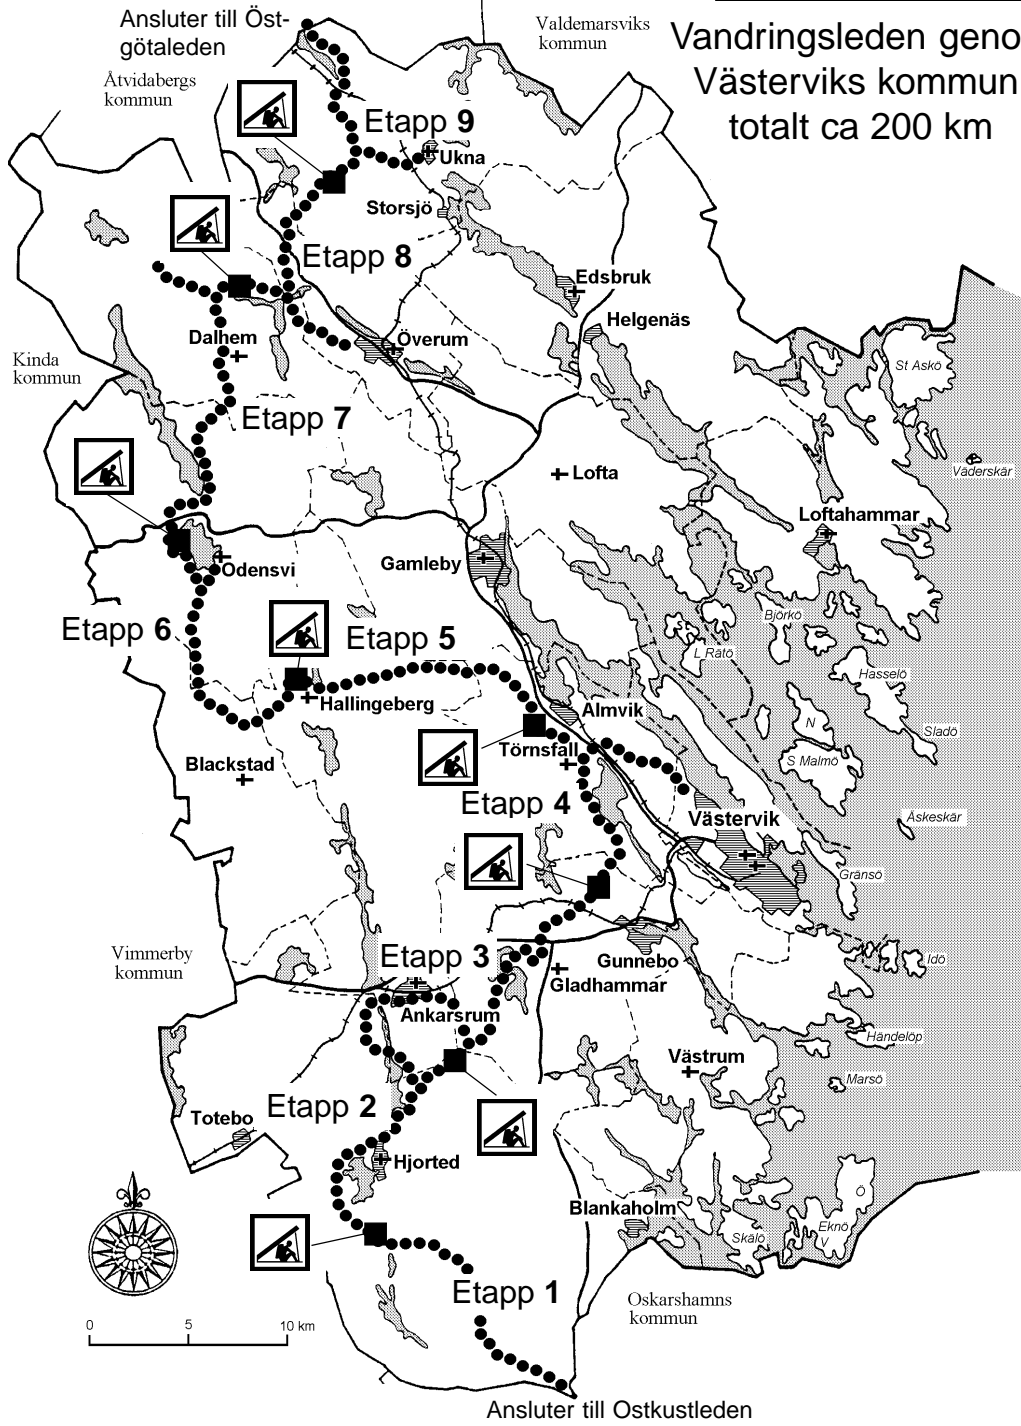 Ansluter till Öst-
götaleden
Valdemarsviks
kommun
Vandringsleden geno
Västerviks kommun
totalt ca 200 km
Åtvidabergs
kommun
Etapp 9
Ukna
Storsjö
Etapp 8
Edsbruk
Helgenäs
Dalhem
Överum
Kinda
kommun
St Askö
Etapp 7
Lofta
Väderskär
Loftahammar
Gamleby
Odensvi
Björkö
Etapp 6
Etapp 5
L Rätö
Hasselö
Hallingeberg
Almvik
N
Sladö
Törnsfall
S Malmö
Blackstad
Etapp 4
Västervik
Äskeskär
Gränsö
Vimmerby
kommun
Etapp 3
Gunnebo
Idö
Gladhammar
Ankarsrum
Händelöp
Västrum
Marsö
Etapp 2
Totebo
Hjorted
Ö
Blankaholm
Eknö
V
Skälö
Etapp 1
Oskarshamns
kommun
0 5 10 km
Ansluter till Ostkustleden